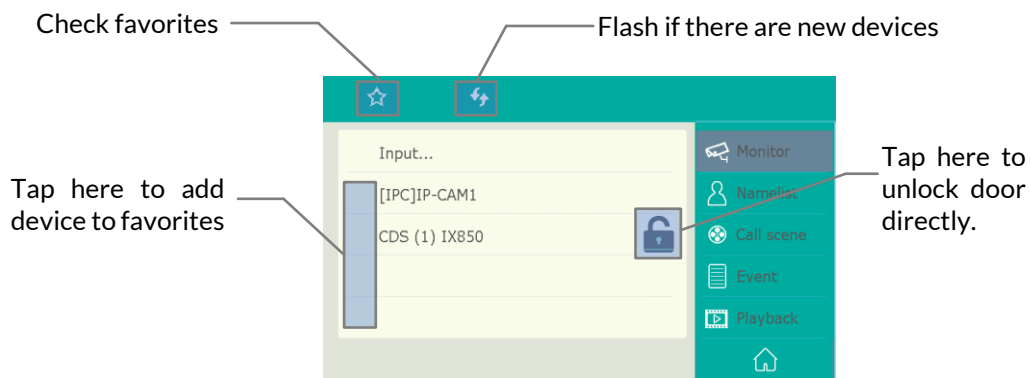 Check favorites
Flash if there are new devices
Input...
Monitor
Tap here to
unlock door
directly.
Tap here to add
device to favorites
[IPC]IP-CAM1
Namelist
CDS (1) IX850
Call scene
Event
Playback